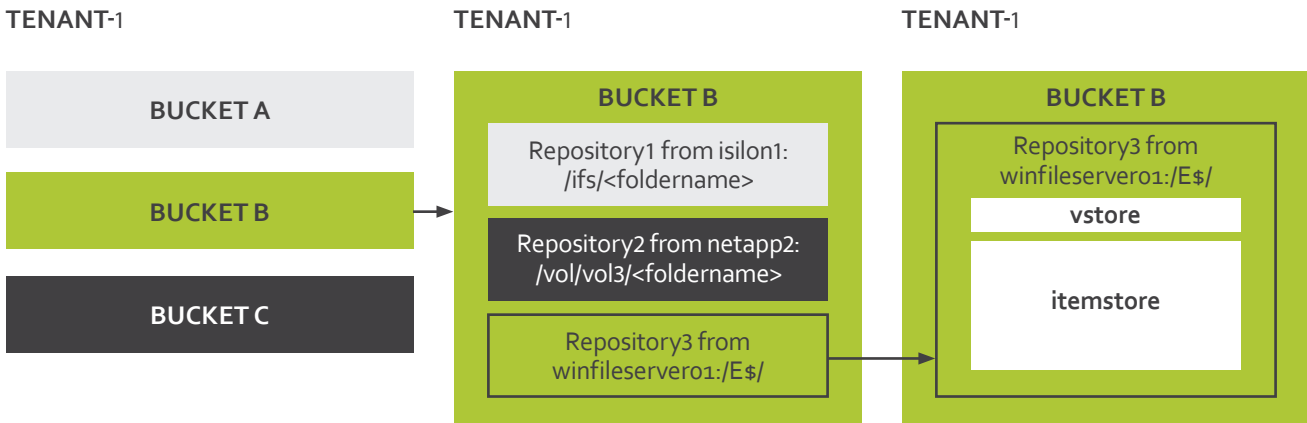 TENANT-1
BUCKET A
BUCKET B
BUCKET C
TENANT-1
BUCKET B
Repository1 from isilon1:
/ifs/<foldername>
Repository2 from netapp2:
/vol/vol3/<foldername>
Repository3 from
winfileserver01:/E$/
TENANT-1
BUCKET B
Repository3 from
winfileserver01:/E$/
vstore
itemstore